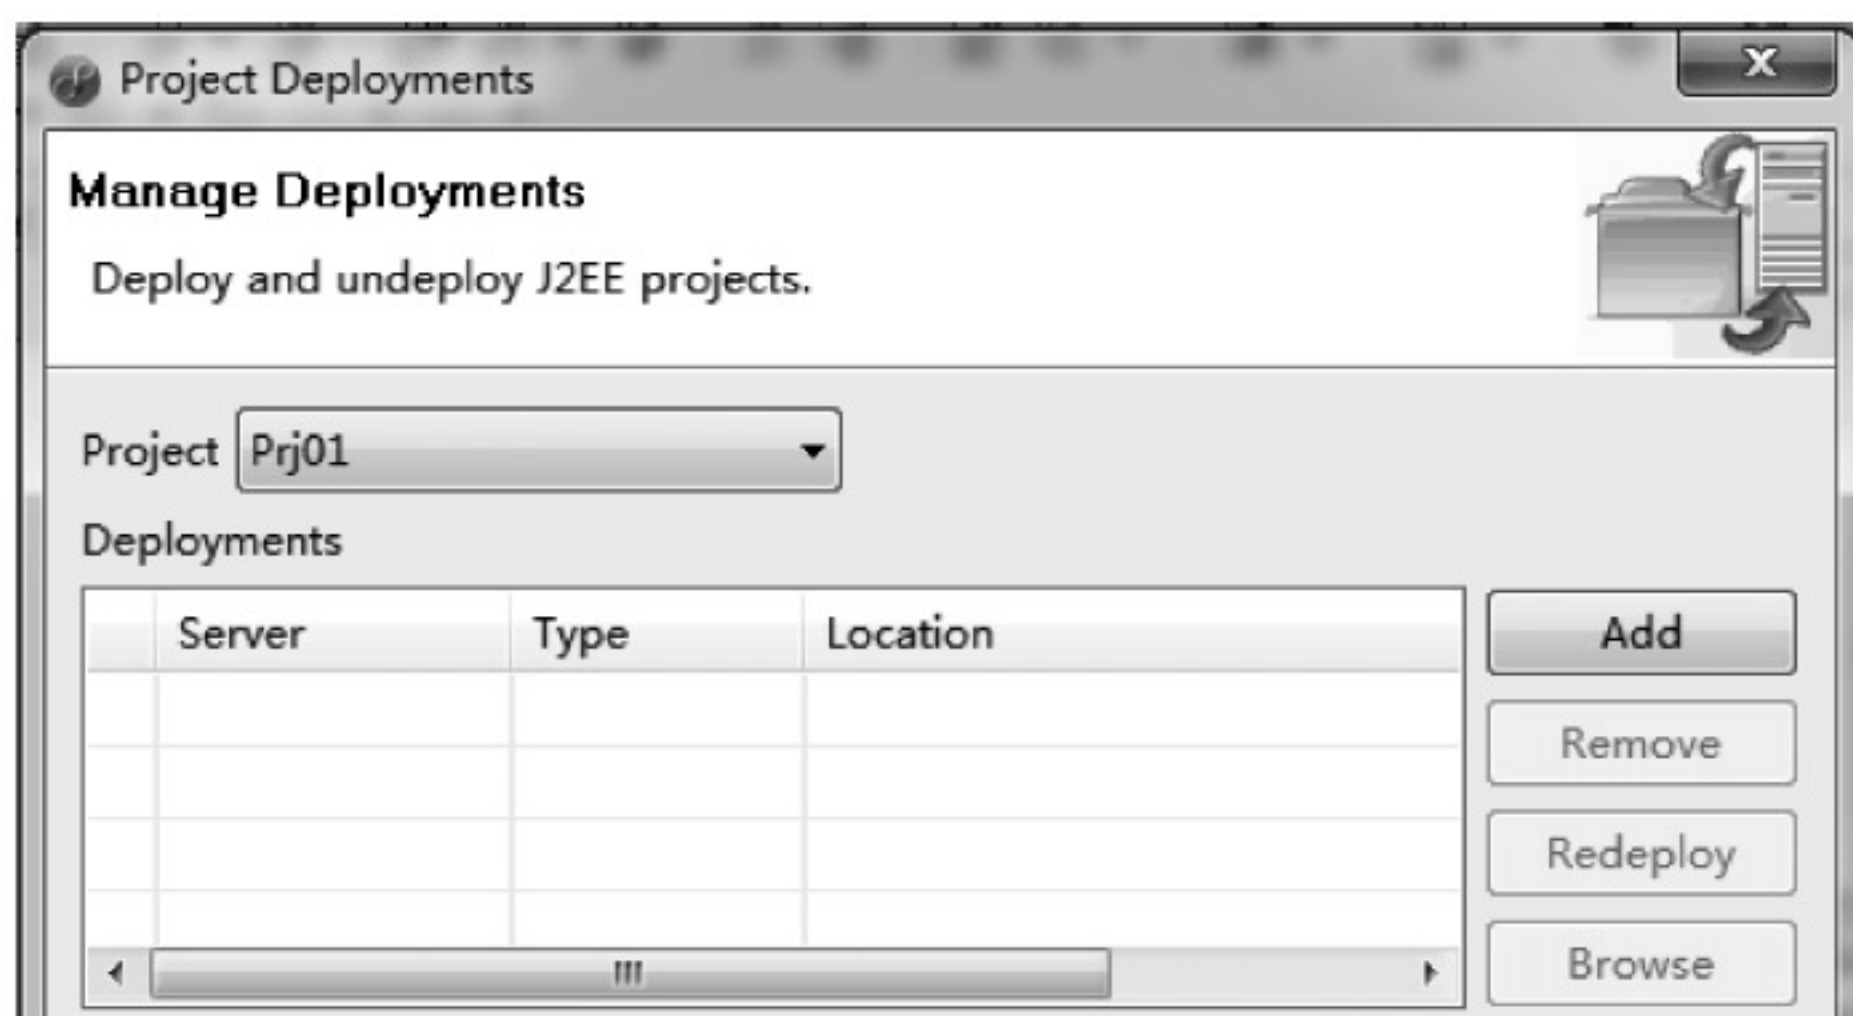 Project Deployments
Manage Deployments
Deploy and undeploy J2EE projects.
Project Prj01
Deployments
Server Type Location
Add
Remove
Redeploy
Browse